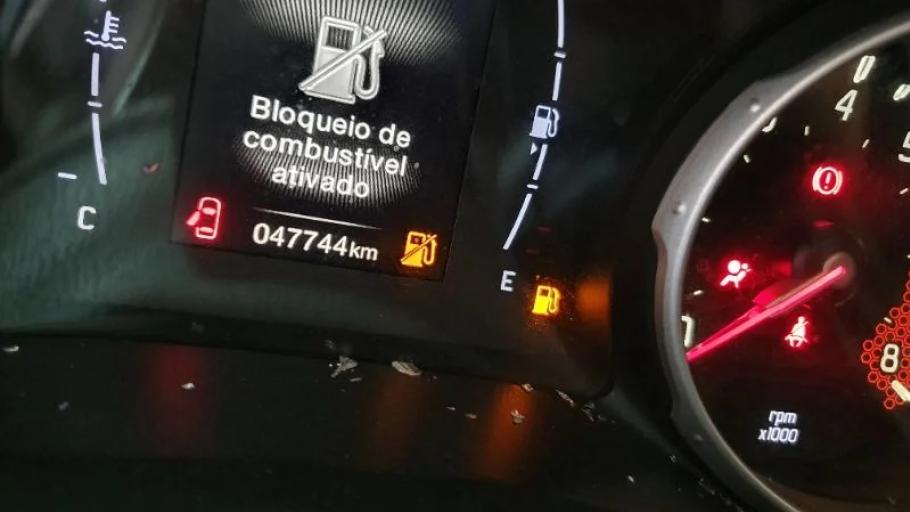 Bloqueio de
combustível
ativado
047744km
C
E
4
5
8
rpm
x1000